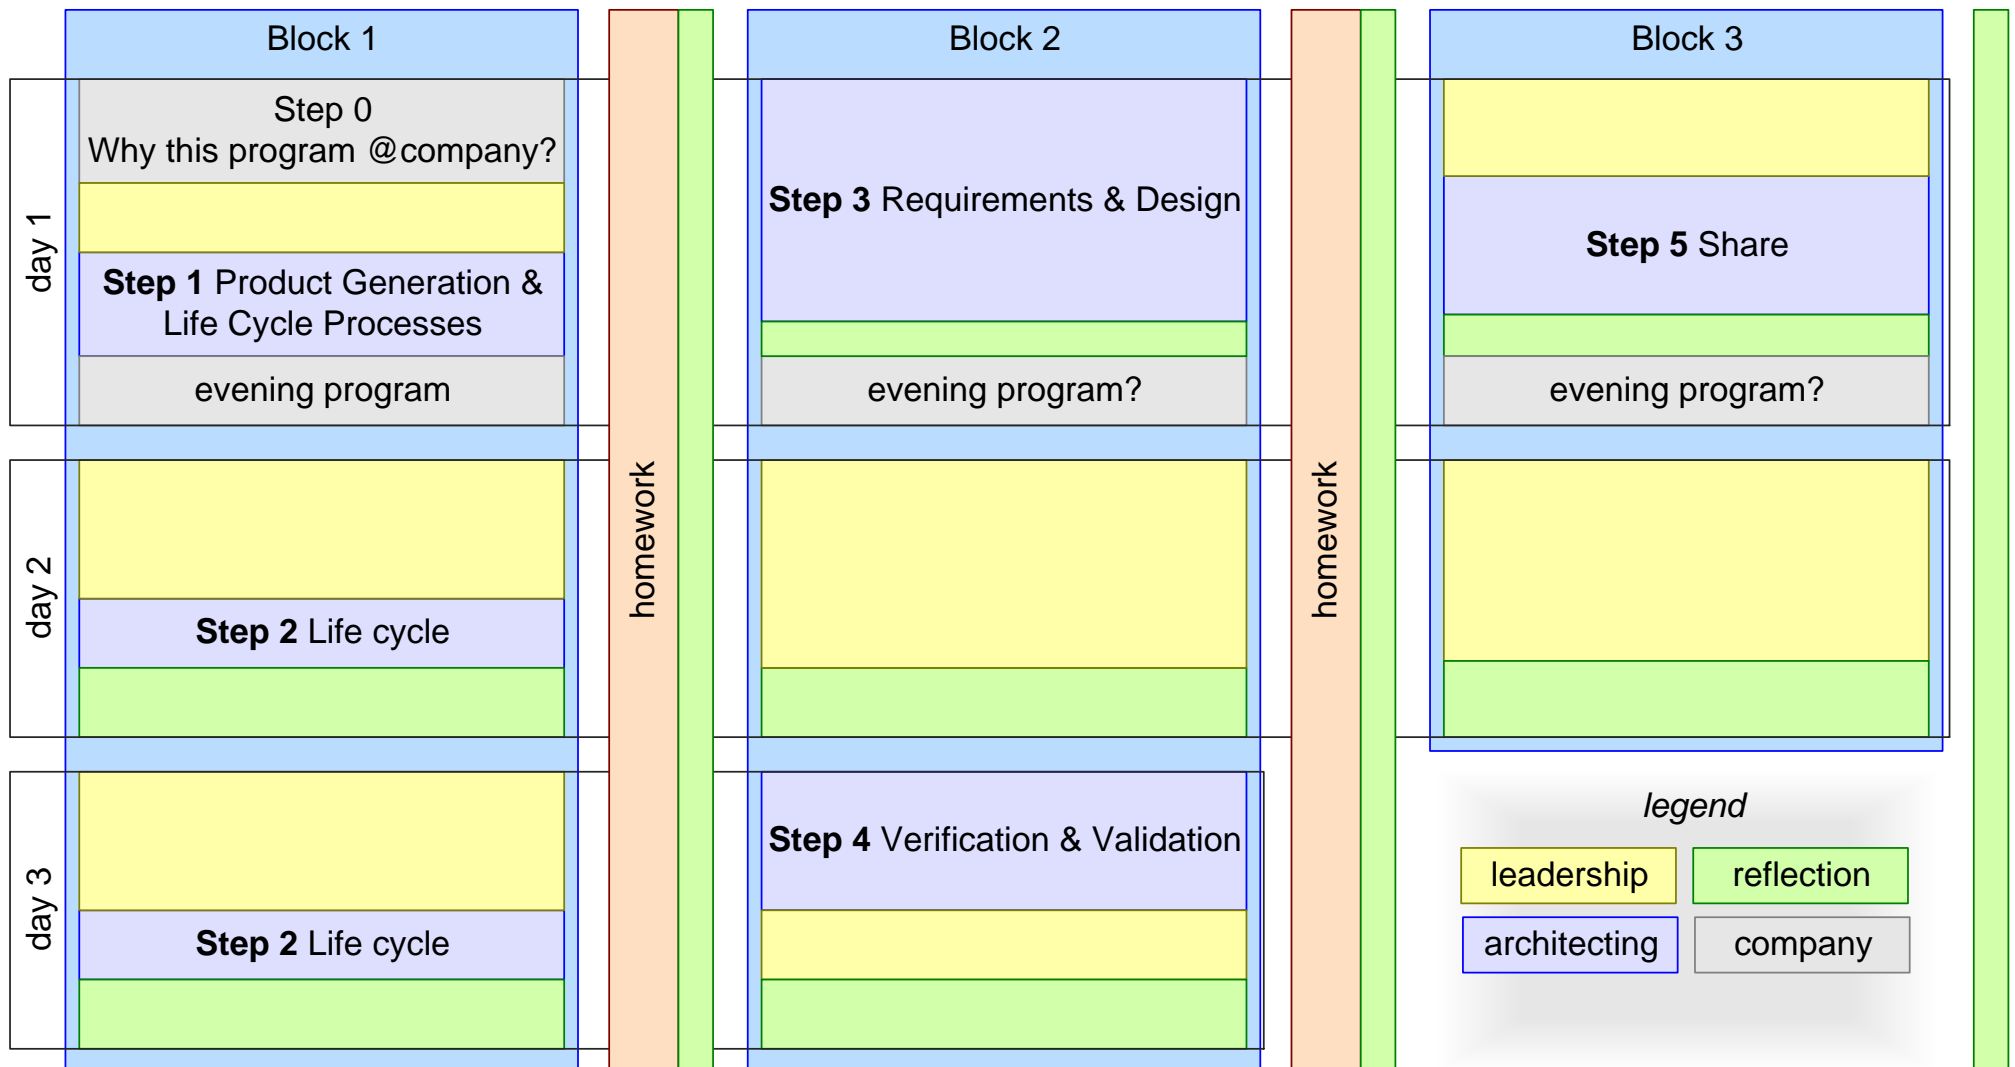 Block 1
Block 2
Block 3
day 1
Step 0
Why this program @company?
Step 1 Product Generation &
Life Cycle Processes
evening program
Step 3 Requirements & Design
evening program?
Step 5 Share
evening program?
homework
homework
day 2
Step 2 Life cycle
day 3
Step 2 Life cycle
Step 4 Verification & Validation
legend
leadership
reflection
architecting
company